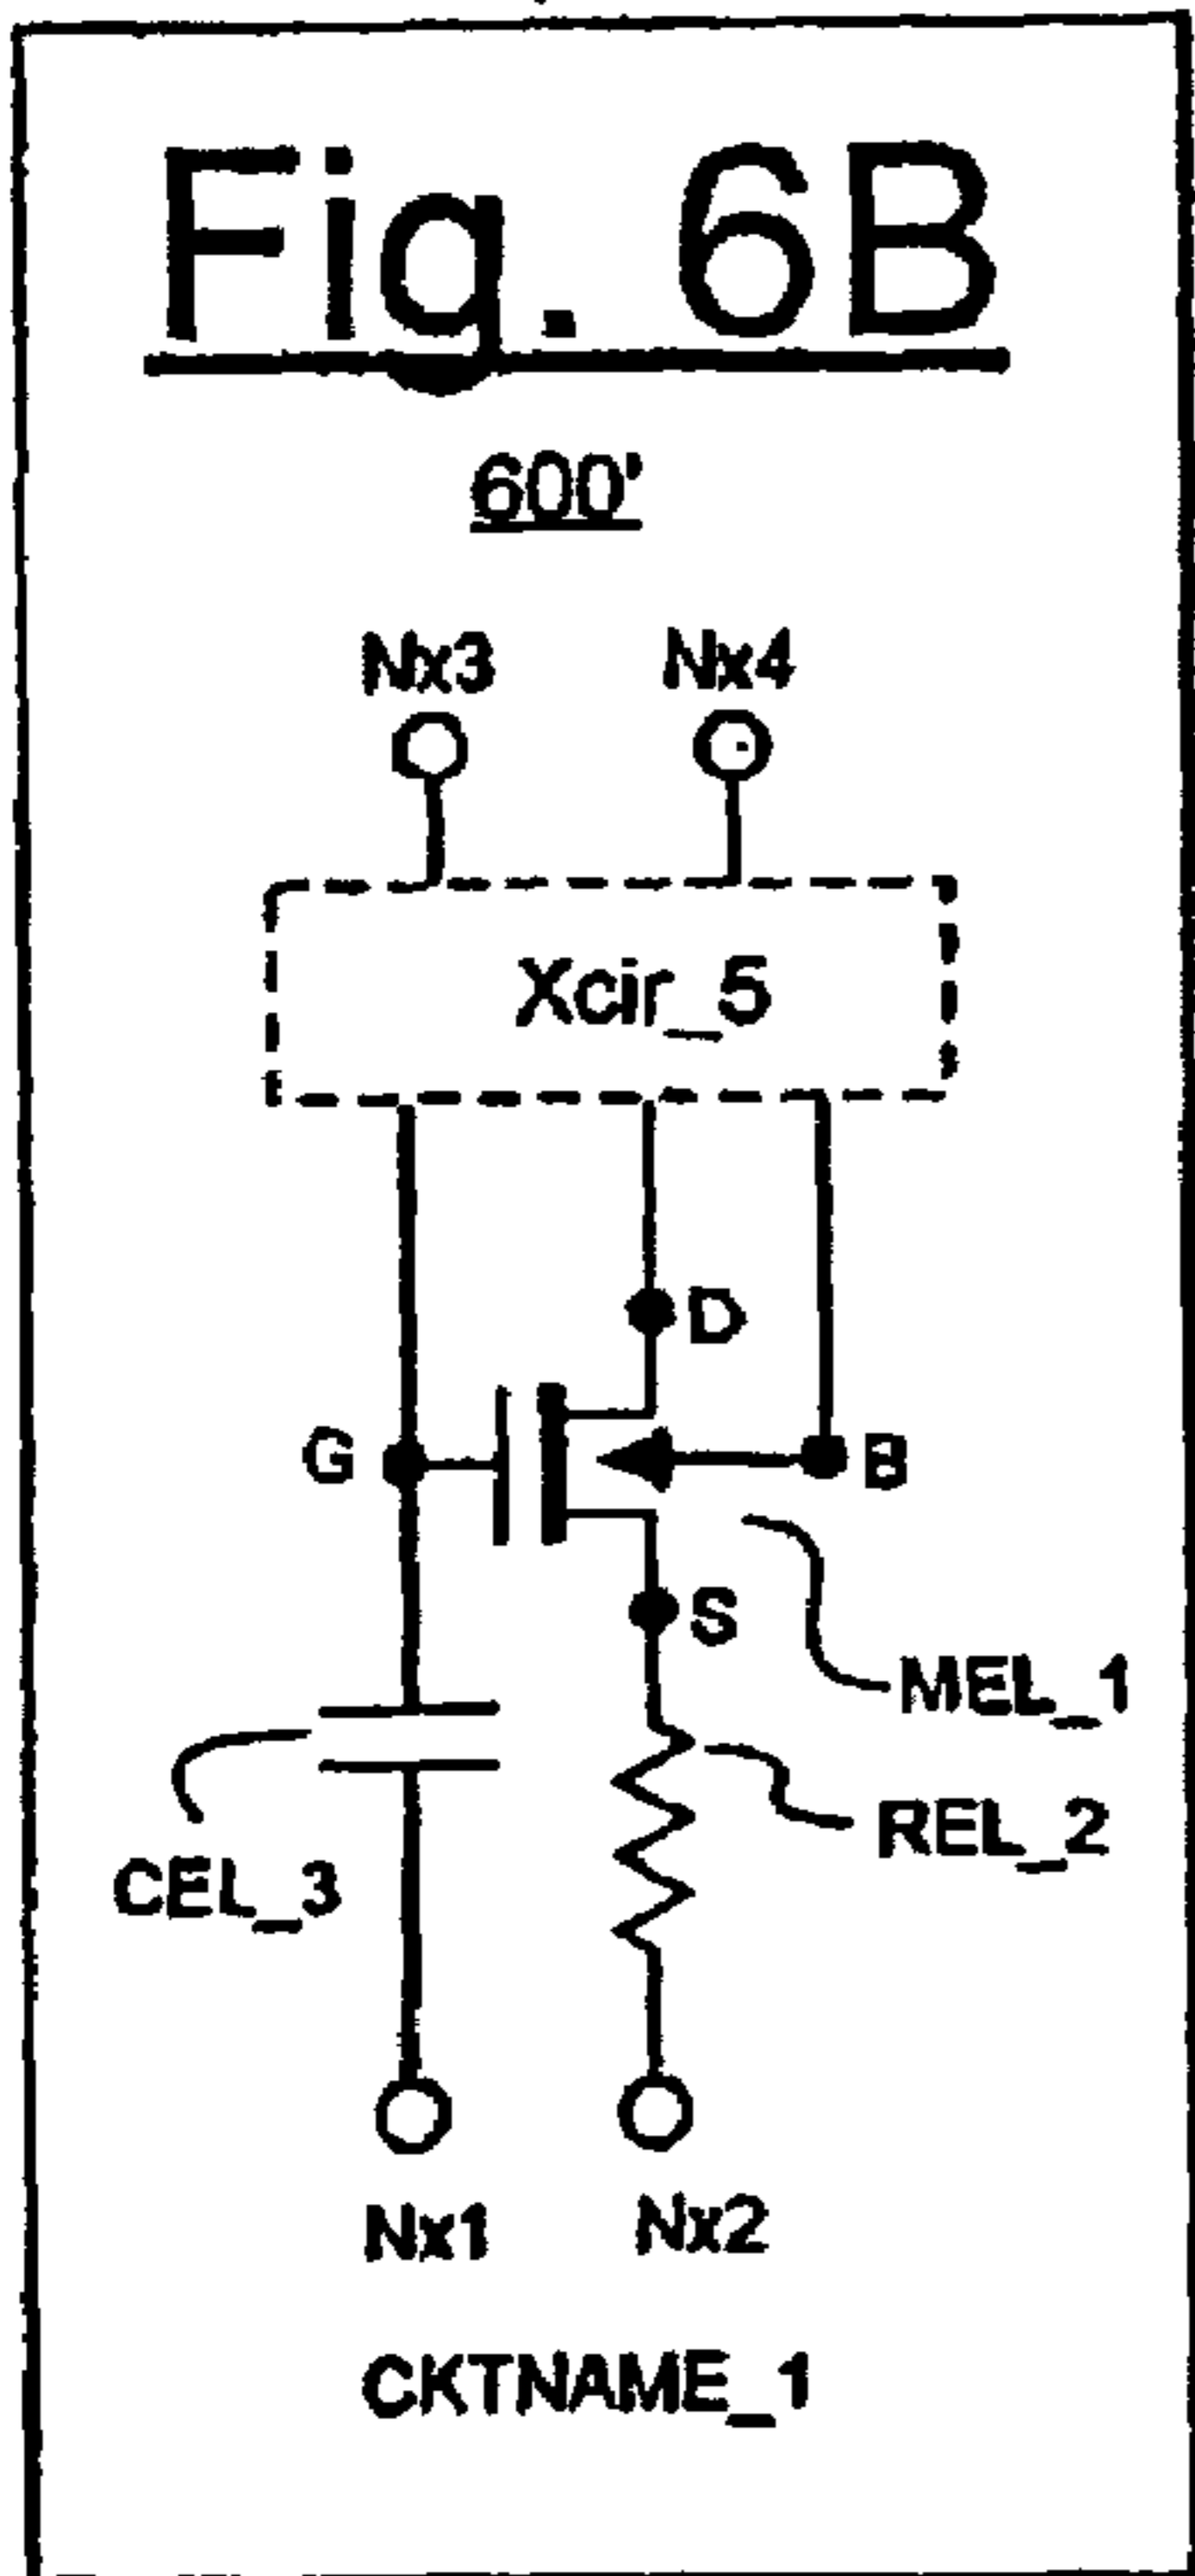 Fig. 6B
600'
Nx3 Nx4
Xcir_5
D
G B
S
MEL_1
REL_2
CEL_3
Nx1 Nx2
CKTNAME_1